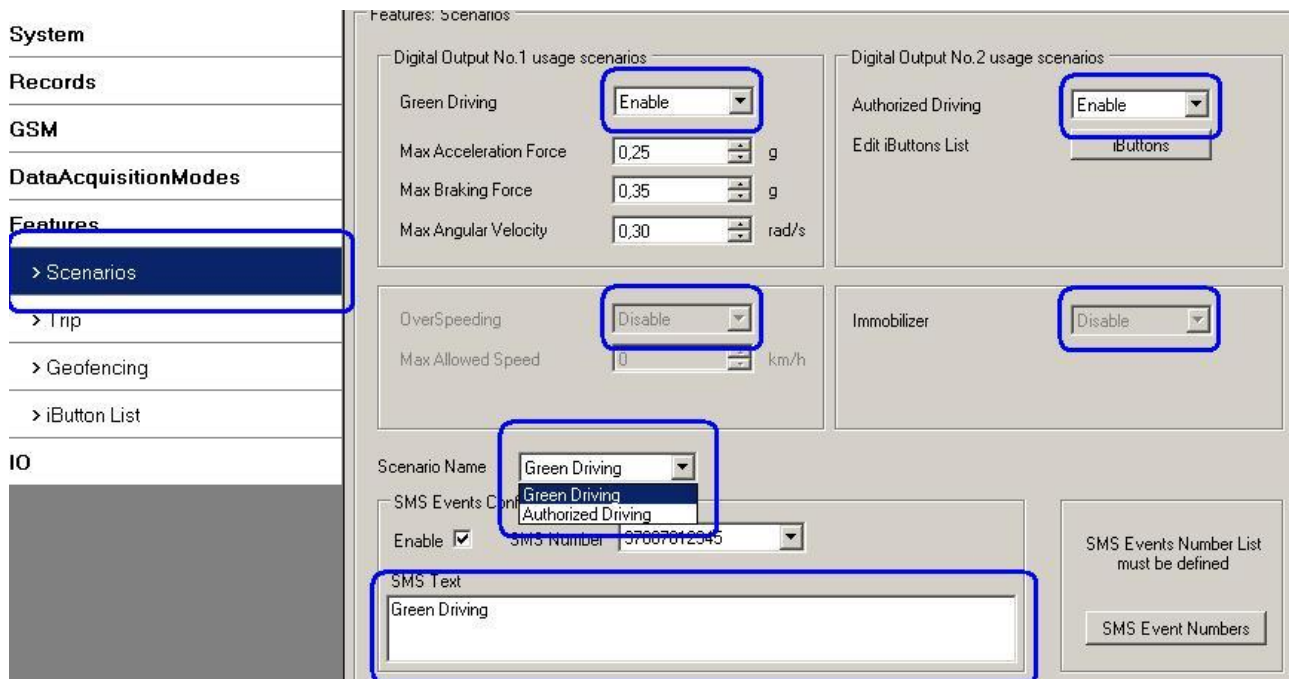 System
Records
GSM
DataAcquisitionModes
Features
> Scenarios
> Trip
> Geofencing
> iButton List
IO
Features: Scenarios
Digital Output No.1 usage scenarios
Green Driving Enable
Max Acceleration Force 0,25 g
Max Braking Force 0,35 g
Max Angular Velocity 0,30 rad/s
Digital Output No.2 usage scenarios
Authorized Driving Enable
Edit iButtons List iButtons
OverSpeeding Disable
Max Allowed Speed 0 km/h
Immobilizer Disable
Scenario Name Green Driving
Green Driving
Authorized Driving
SMS Events Conf
Enable SMS Number 37067812345
SMS Text
Green Driving
SMS Events Number List
must be defined
SMS Event Numbers